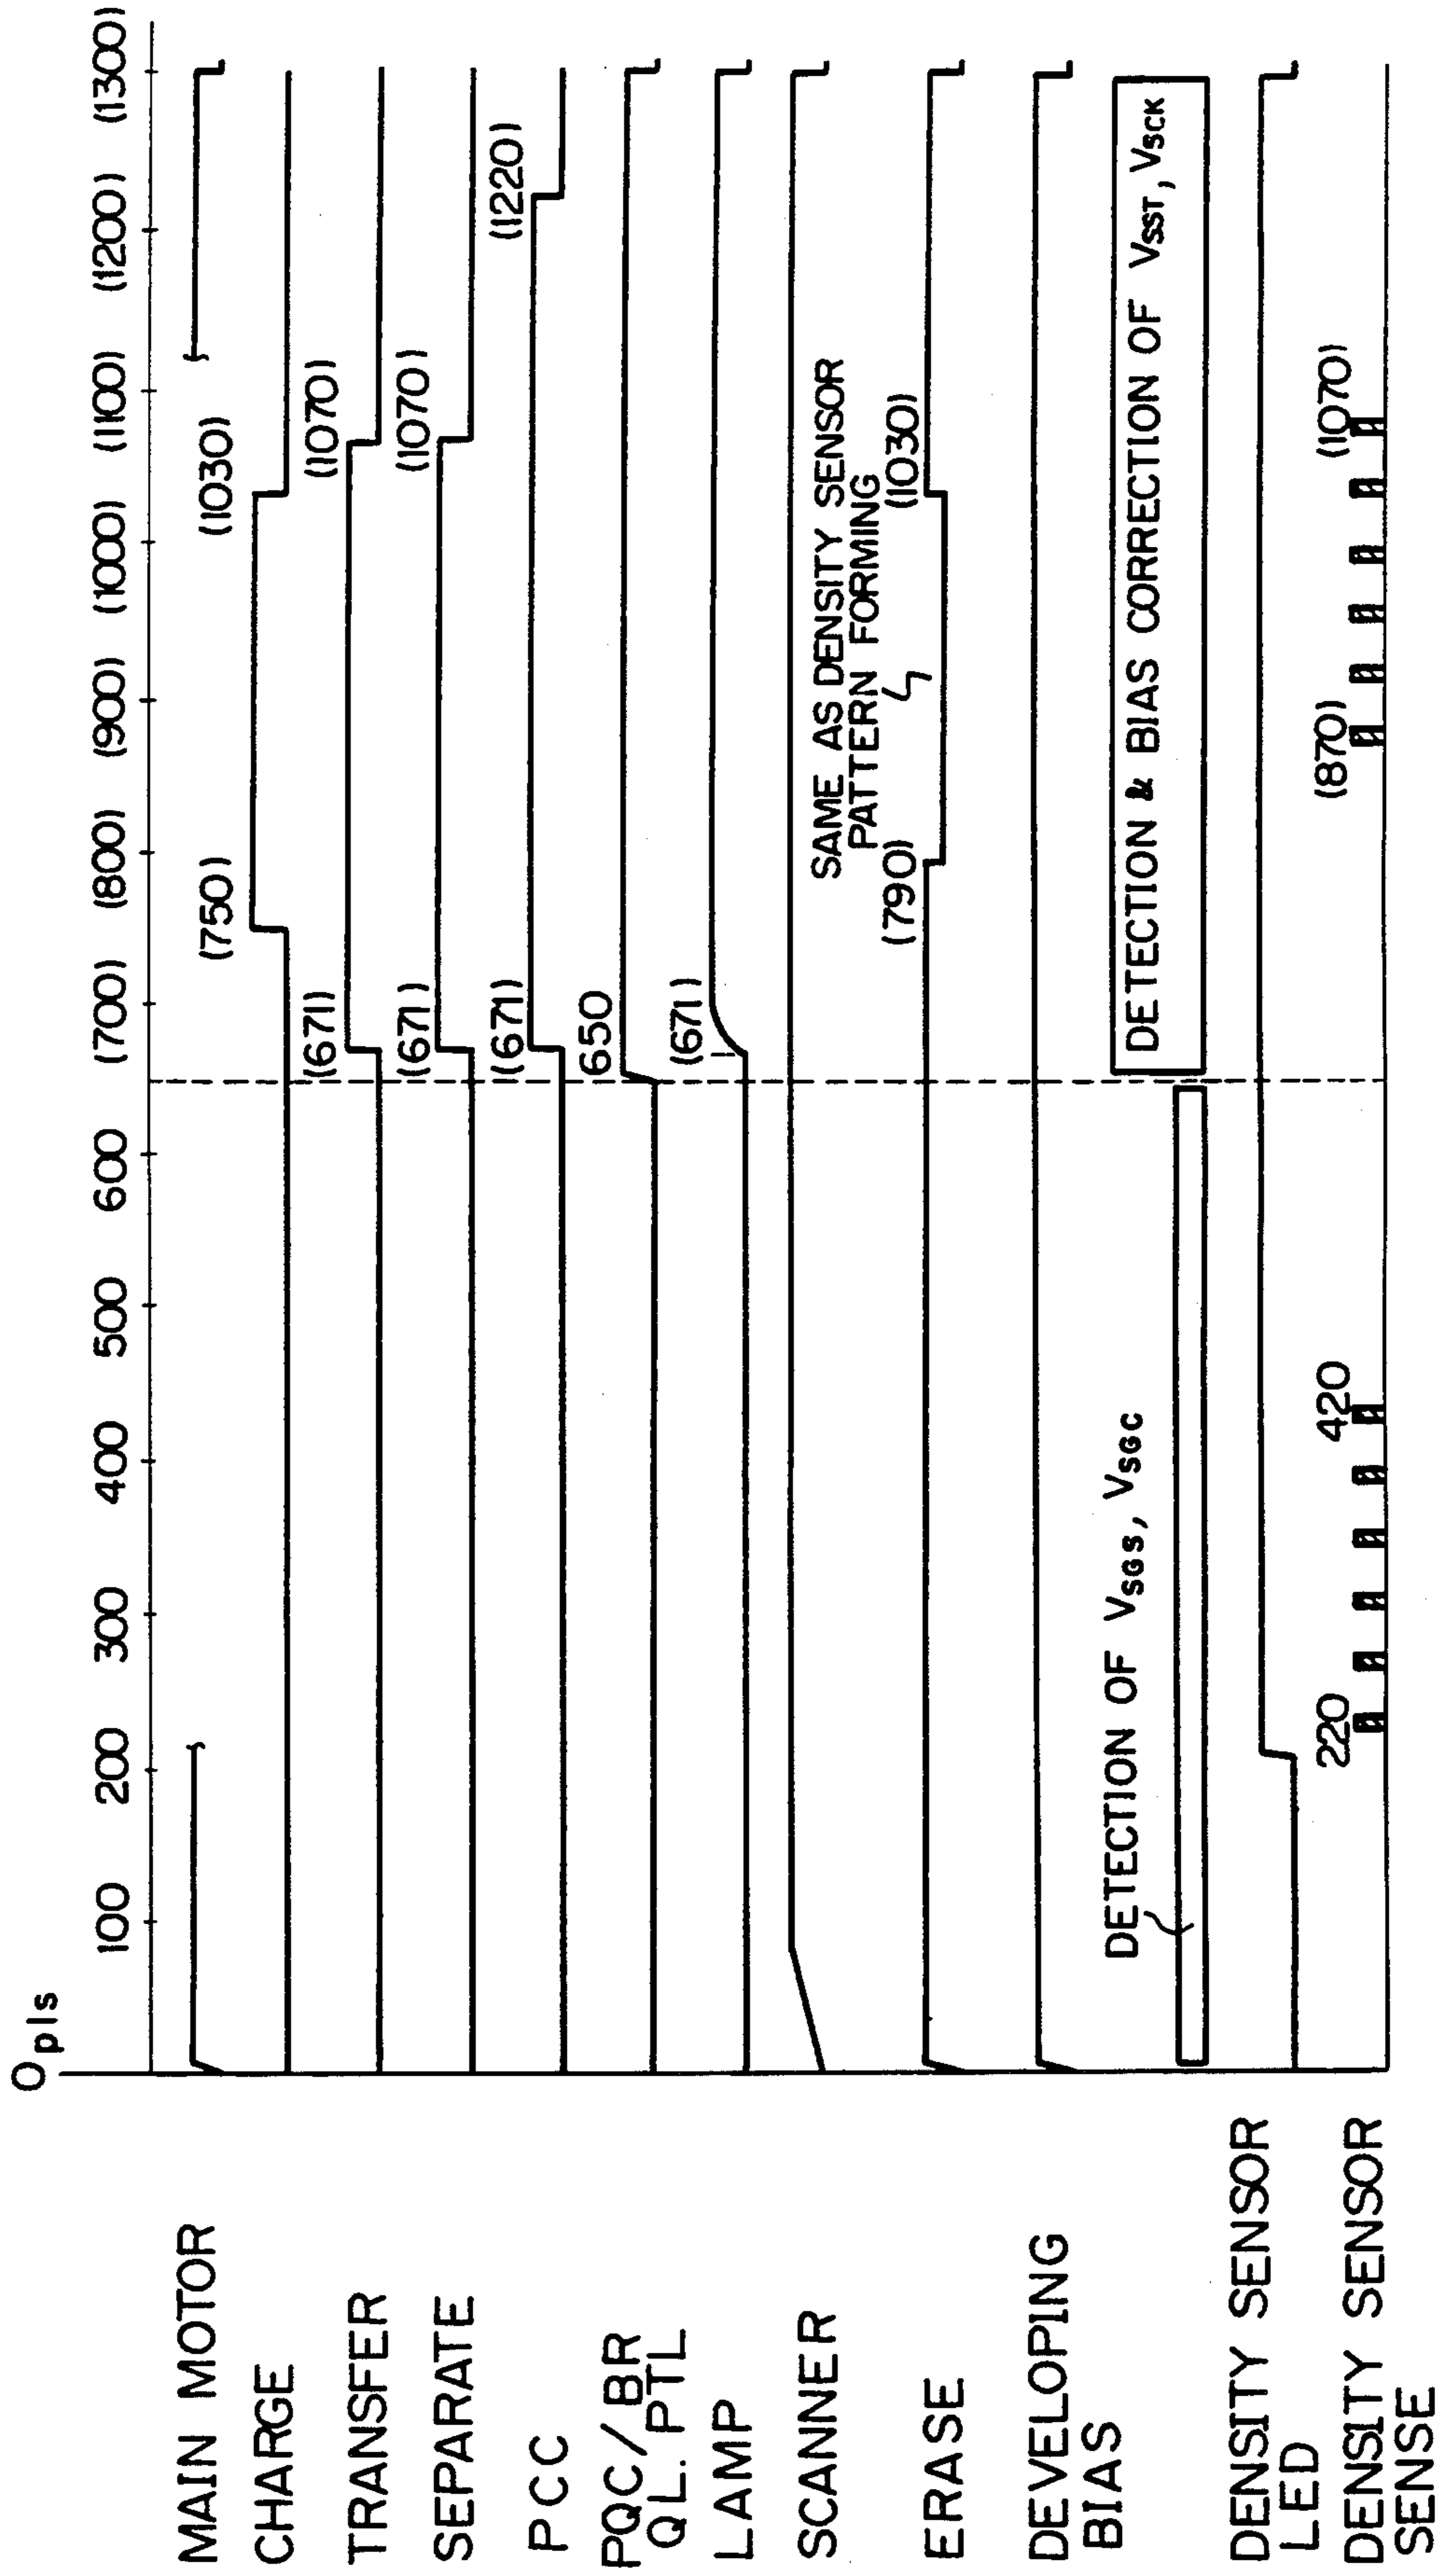 0pls
100 200 300 400 500 600 (700) (800) (900) (1000) (1100) (1200) (1300)
MAIN MOTOR
CHARGE
(750) (1030)
TRANSFER
(671) (1070)
SEPARATE
(671) (1070)
PCC
(671) (1220)
PQC/BR
QL. PTL
650
LAMP
(671)
SCANNER
SAME AS DENSITY SENSOR
PATTERN FORMING
ERASE
(790) (1030)
DEVELOPING
BIAS
DETECTION OF VSGS, VSGC
DETECTION & BIAS CORRECTION OF VSST, VSCK
DENSITY SENSOR
LED
DENSITY SENSOR
SENSE
220 420 (870) (1070)